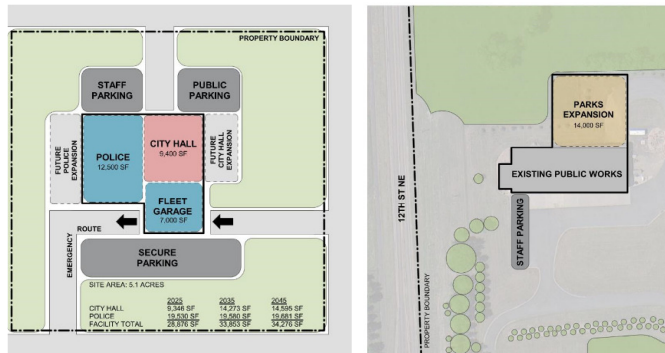 PROPERTY BOUNDARY
STAFF
PARKING
PUBLIC
PARKING
FUTURE
POLICE
EXPANSION
POLICE
12,500 SF
CITY HALL
9,400 SF
FUTURE
CITY HALL
EXPANSION
FLEET
GARAGE
7,000 SF
EMERGENCY
ROUTE
SECURE
PARKING
SITE AREA: 5.1 ACRES
2025 2035 2045
CITY HALL 9,346 SF 14,273 SF 14,595 SF
POLICE 19,530 SF 19,580 SF 19,681 SF
FACILITY TOTAL 28,876 SF 33,853 SF 34,276 SF
PARKS
EXPANSION
14,000 SF
EXISTING PUBLIC WORKS
12TH ST NE
STAFF PARKING
PROPERTY BOUNDARY